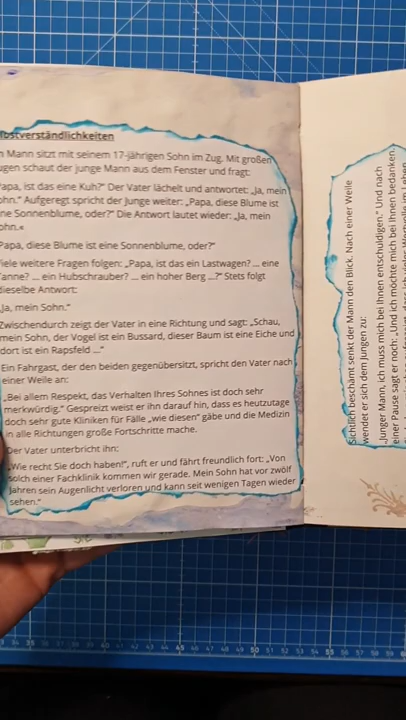 lbstverständlichkeiten
n Mann sitzt mit seinem 17-jährigen Sohn im Zug. Mit großen
ugen schaut der junge Mann aus dem Fenster und fragt:
apa, ist das eine Kuh?" Der Vater lächelt und antwortet: „Ja, mein
ohn." Aufgeregt spricht der Junge weiter: „Papa, diese Blume ist
ne Sonnenblume, oder?" Die Antwort lautet wieder: „Ja, mein
ohn.«
Papa, diese Blume ist eine Sonnenblume, oder?"
iele weitere Fragen folgen: „Papa, ist das ein Lastwagen? ... eine
anne? ... ein Hubschrauber? ... ein hoher Berg ...?" Stets folgt
ieselbe Antwort:
Ja, mein Sohn."
Zwischendurch zeigt der Vater in eine Richtung und sagt: „Schau,
mein Sohn, der Vogel ist ein Bussard, dieser Baum ist eine Eiche und
dort ist ein Rapsfeld ..."
Ein Fahrgast, der den beiden gegenübersitzt, spricht den Vater nach
einer Weile an:
„Bei allem Respekt, das Verhalten Ihres Sohnes ist doch sehr
merkwürdig." Gespreizt weist er ihn darauf hin, dass es heutzutage
doch sehr gute Kliniken für Fälle „wie diesen" gäbe und die Medizin
in alle Richtungen große Fortschritte mache.
Der Vater unterbricht ihn:
„Wie recht Sie doch haben!", ruft er und fährt freundlich fort: „Von
solch einer Fachklinik kommen wir gerade. Mein Sohn hat vor zwölf
Jahren sein Augenlicht verloren und kann seit wenigen Tagen wieder
sehen."
Sichtlich beschämt senkt der Mann den Blick. Nach einer Weile
wendet er sich dem Jungen zu:
„Junger Mann, ich muss mich bei Ihnen entschuldigen." Und nach
einer Pause sagt er noch: „Und ich möchte mich bei Ihnen bedanken.